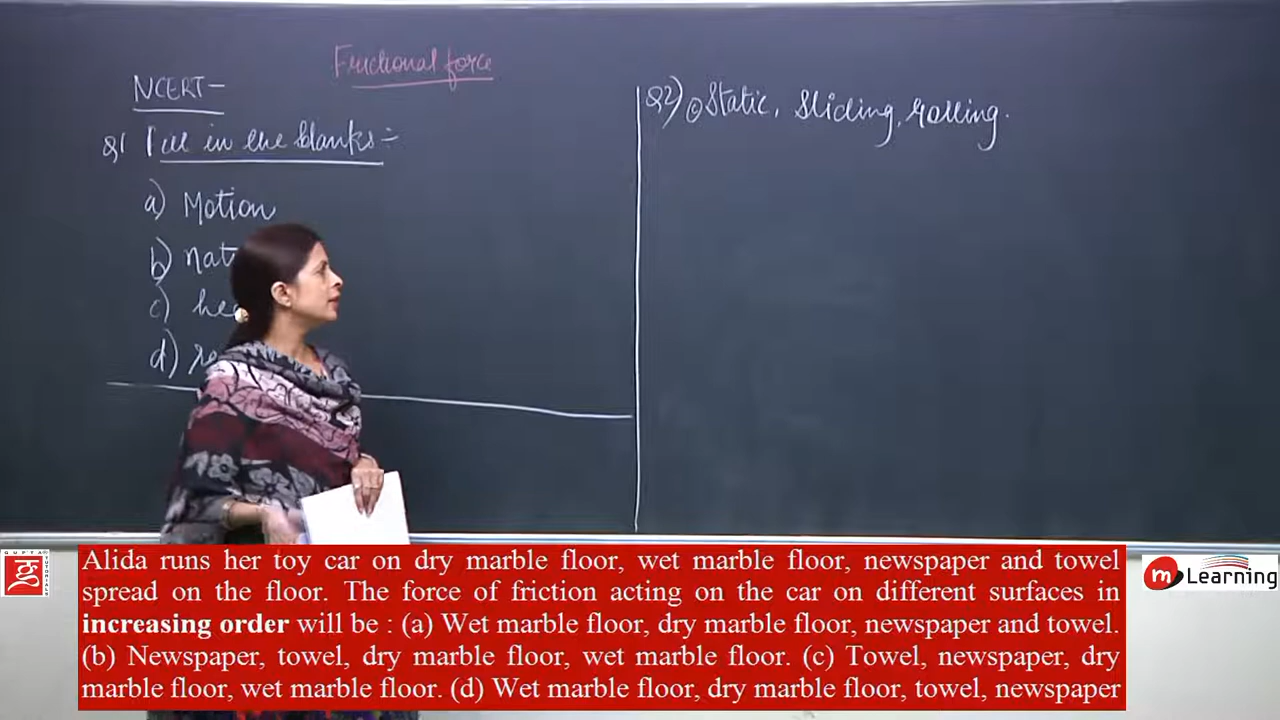 Frictional force
NCERT-
Q1 Fill in the blanks:-
a) Motion
b) nat
c) hea
d) re
Q2) c) Static, sliding, rolling.
GUPTA
TUTORIALS
Alida runs her toy car on dry marble floor, wet marble floor, newspaper and towel
spread on the floor. The force of friction acting on the car on different surfaces in
increasing order will be : (a) Wet marble floor, dry marble floor, newspaper and towel.
(b) Newspaper, towel, dry marble floor, wet marble floor. (c) Towel, newspaper, dry
marble floor, wet marble floor. (d) Wet marble floor, dry marble floor, towel, newspaper
m Learning